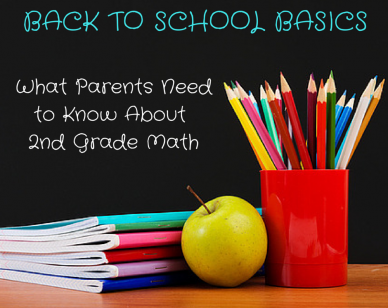 BACK TO SCHOOL BASICS
What Parents Need
to Know About
2nd Grade Math